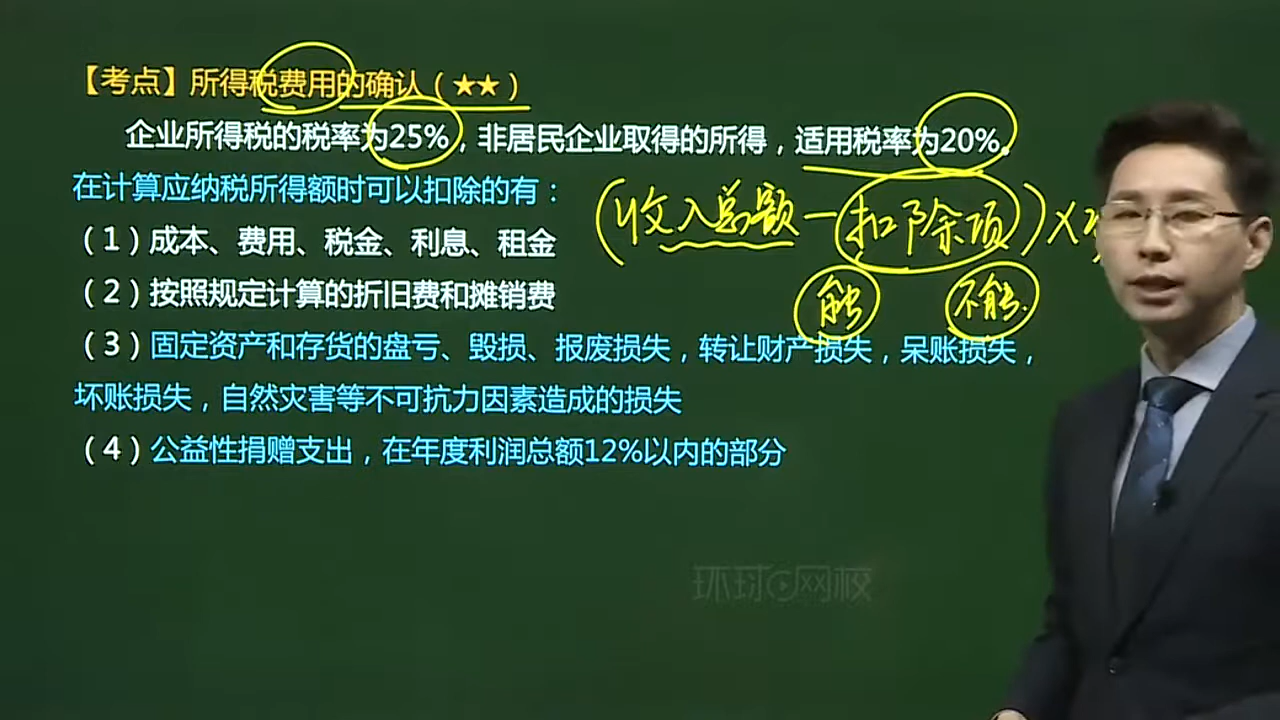 【考点】所得税费用的确认（★★）
企业所得税的税率为25%，非居民企业取得的所得，适用税率为20%。
在计算应纳税所得额时可以扣除的有：
（收入总额－扣除项）×
（1）成本、费用、税金、利息、租金
（2）按照规定计算的折旧费和摊销费
能 不能
（3）固定资产和存货的盘亏、毁损、报废损失，转让财产损失，呆账损失，
坏账损失，自然灾害等不可抗力因素造成的损失
（4）公益性捐赠支出，在年度利润总额12%以内的部分
环球网校